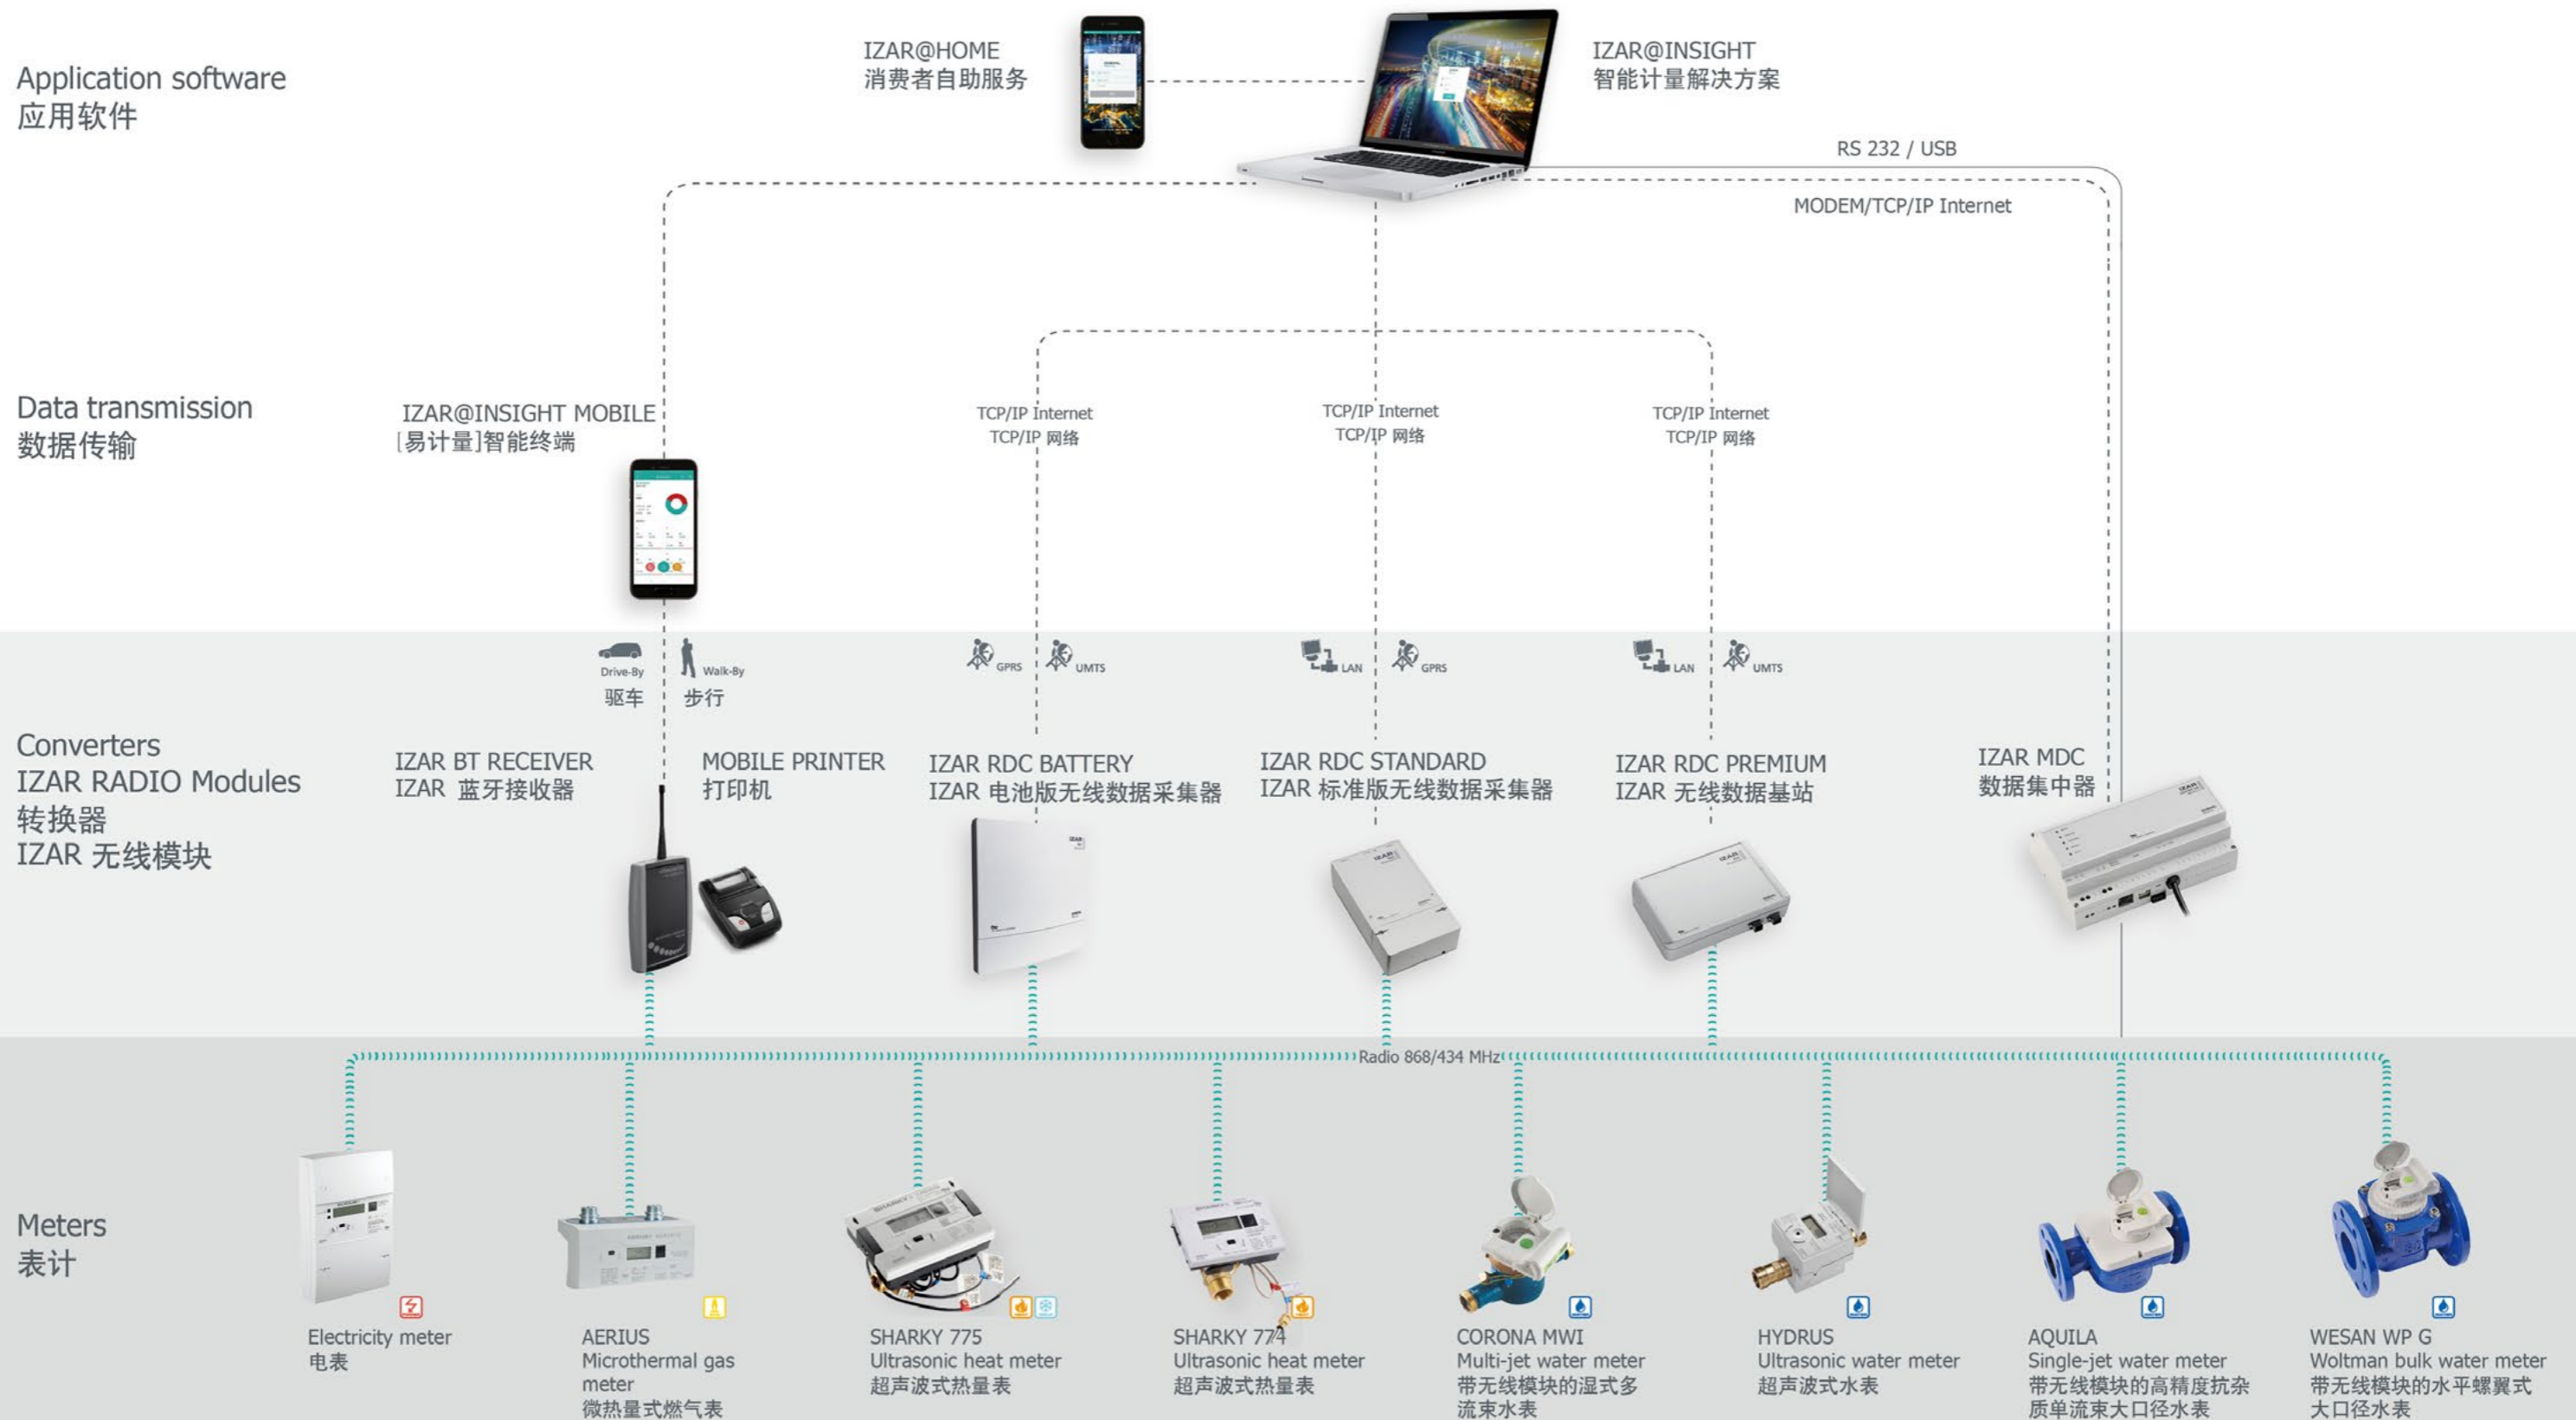 Application software
应用软件
IZAR@HOME
消费者自助服务
IZAR@INSIGHT
智能计量解决方案
RS 232 / USB
MODEM/TCP/IP Internet
Data transmission
数据传输
IZAR@INSIGHT MOBILE
[易计量]智能终端
TCP/IP Internet
TCP/IP 网络
TCP/IP Internet
TCP/IP 网络
TCP/IP Internet
TCP/IP 网络
Drive-By
驱车
Walk-By
步行
GPRS
UMTS
LAN
GPRS
LAN
UMTS
Converters
IZAR RADIO Modules
转换器
IZAR 无线模块
IZAR BT RECEIVER
IZAR 蓝牙接收器
MOBILE PRINTER
打印机
IZAR RDC BATTERY
IZAR 电池版无线数据采集器
IZAR RDC STANDARD
IZAR 标准版无线数据采集器
IZAR RDC PREMIUM
IZAR 无线数据基站
IZAR MDC
数据集中器
IZAR
IZAR
IZAR
IZAR
Radio 868/434 MHz
Meters
表计
SHARKY
SHARKY
Electricity meter
电表
AERIUS
Microthermal gas
meter
微热量式燃气表
SHARKY 775
Ultrasonic heat meter
超声波式热量表
SHARKY 774
Ultrasonic heat meter
超声波式热量表
CORONA MWI
Multi-jet water meter
带无线模块的湿式多
流束水表
HYDRUS
Ultrasonic water meter
超声波式水表
AQUILA
Single-jet water meter
带无线模块的高精度抗杂
质单流束大口径水表
WESAN WP G
Woltman bulk water meter
带无线模块的水平螺翼式
大口径水表